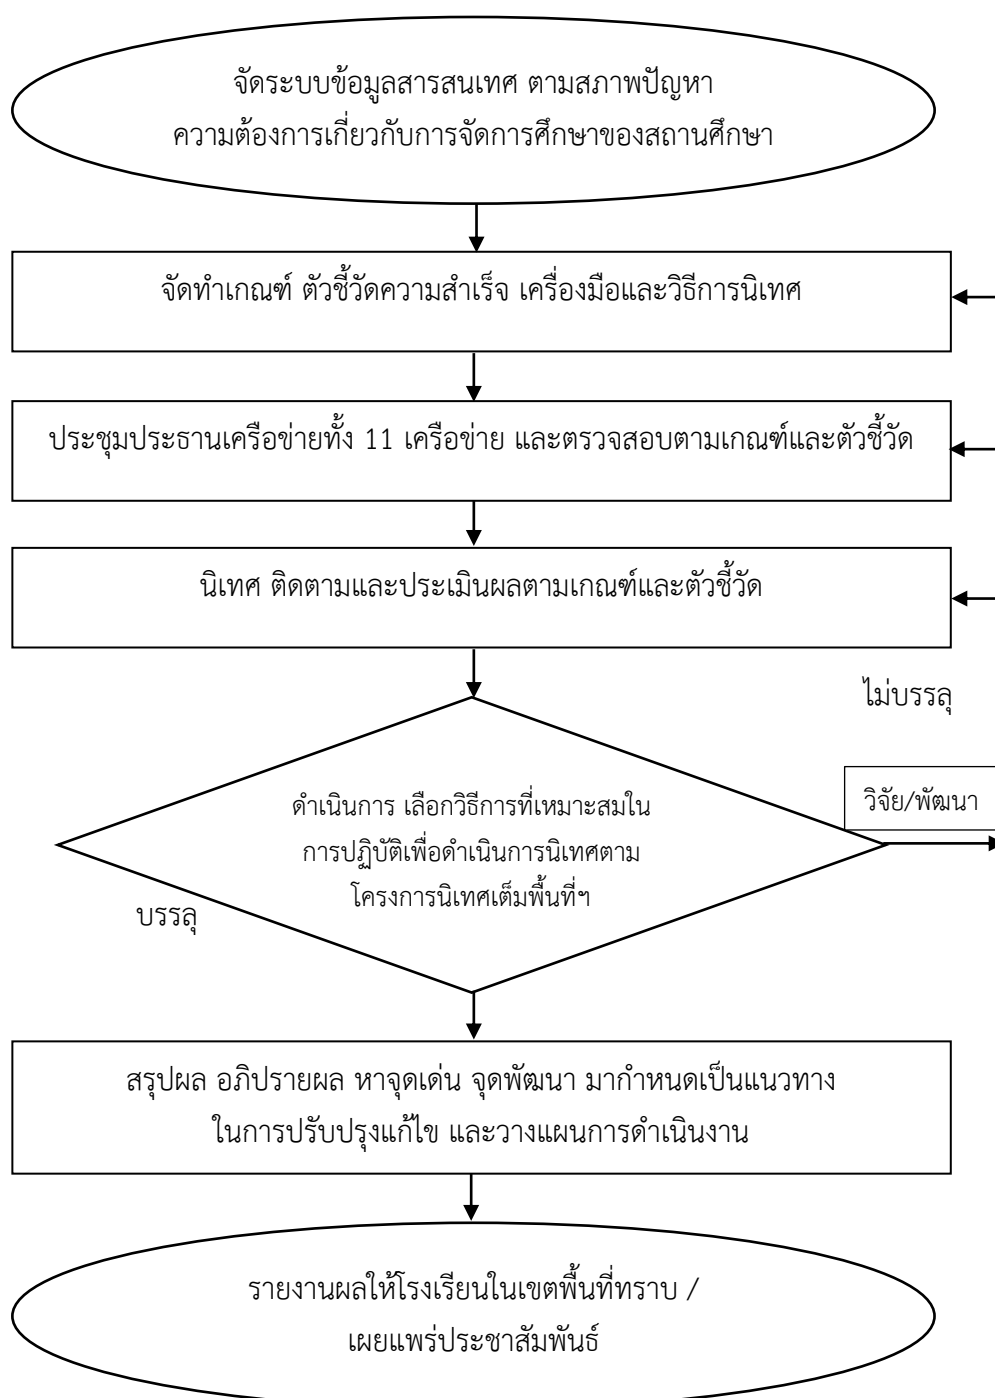 จัดระบบข้อมูลสารสนเทศ ตามสภาพปัญหา
ความต้องการเกี่ยวกับการจัดการศึกษาของสถานศึกษา
จัดทำเกณฑ์ ตัวชี้วัดความสำเร็จ เครื่องมือและวิธีการนิเทศ
ประชุมประธานเครือข่ายทั้ง 11 เครือข่าย และตรวจสอบตามเกณฑ์และตัวชี้วัด
นิเทศ ติดตามและประเมินผลตามเกณฑ์และตัวชี้วัด
ไม่บรรลุ
วิจัย/พัฒนา
ดำเนินการ เลือกวิธีการที่เหมาะสมใน
การปฏิบัติเพื่อดำเนินการนิเทศตาม
โครงการนิเทศเต็มพื้นที่ฯ
บรรลุ
สรุปผล อภิปรายผล หาจุดเด่น จุดพัฒนา มากำหนดเป็นแนวทาง
ในการปรับปรุงแก้ไข และวางแผนการดำเนินงาน
รายงานผลให้โรงเรียนในเขตพื้นที่ทราบ /
เผยแพร่ประชาสัมพันธ์